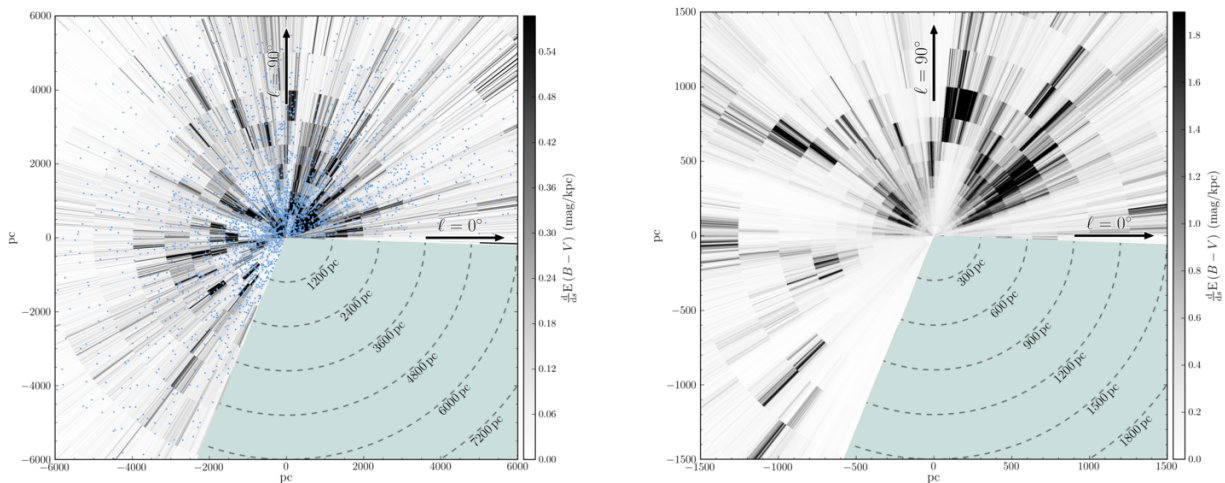 6000
4000
2000
0
−2000
−4000
−6000
pc
−6000 −4000 −2000 0 2000 4000 6000
pc
ℓ = 90
ℓ = 0°
1200 pc
2400 pc
3600 pc
4800 pc
6000 pc
7200 pc
0.54
0.48
0.42
0.36
0.30
0.24
0.18
0.12
0.06
0.00
d/ds E (B − V) (mag/kpc)
1500
1000
500
0
−500
−1000
−1500
pc
−1500 −1000 −500 0 500 1000 1500
pc
ℓ = 90°
ℓ = 0°
300 pc
600 pc
900 pc
1200 pc
1500 pc
1800 pc
1.8
1.6
1.4
1.2
1.0
0.8
0.6
0.4
0.2
0.0
d/ds E (B − V) (mag/kpc)